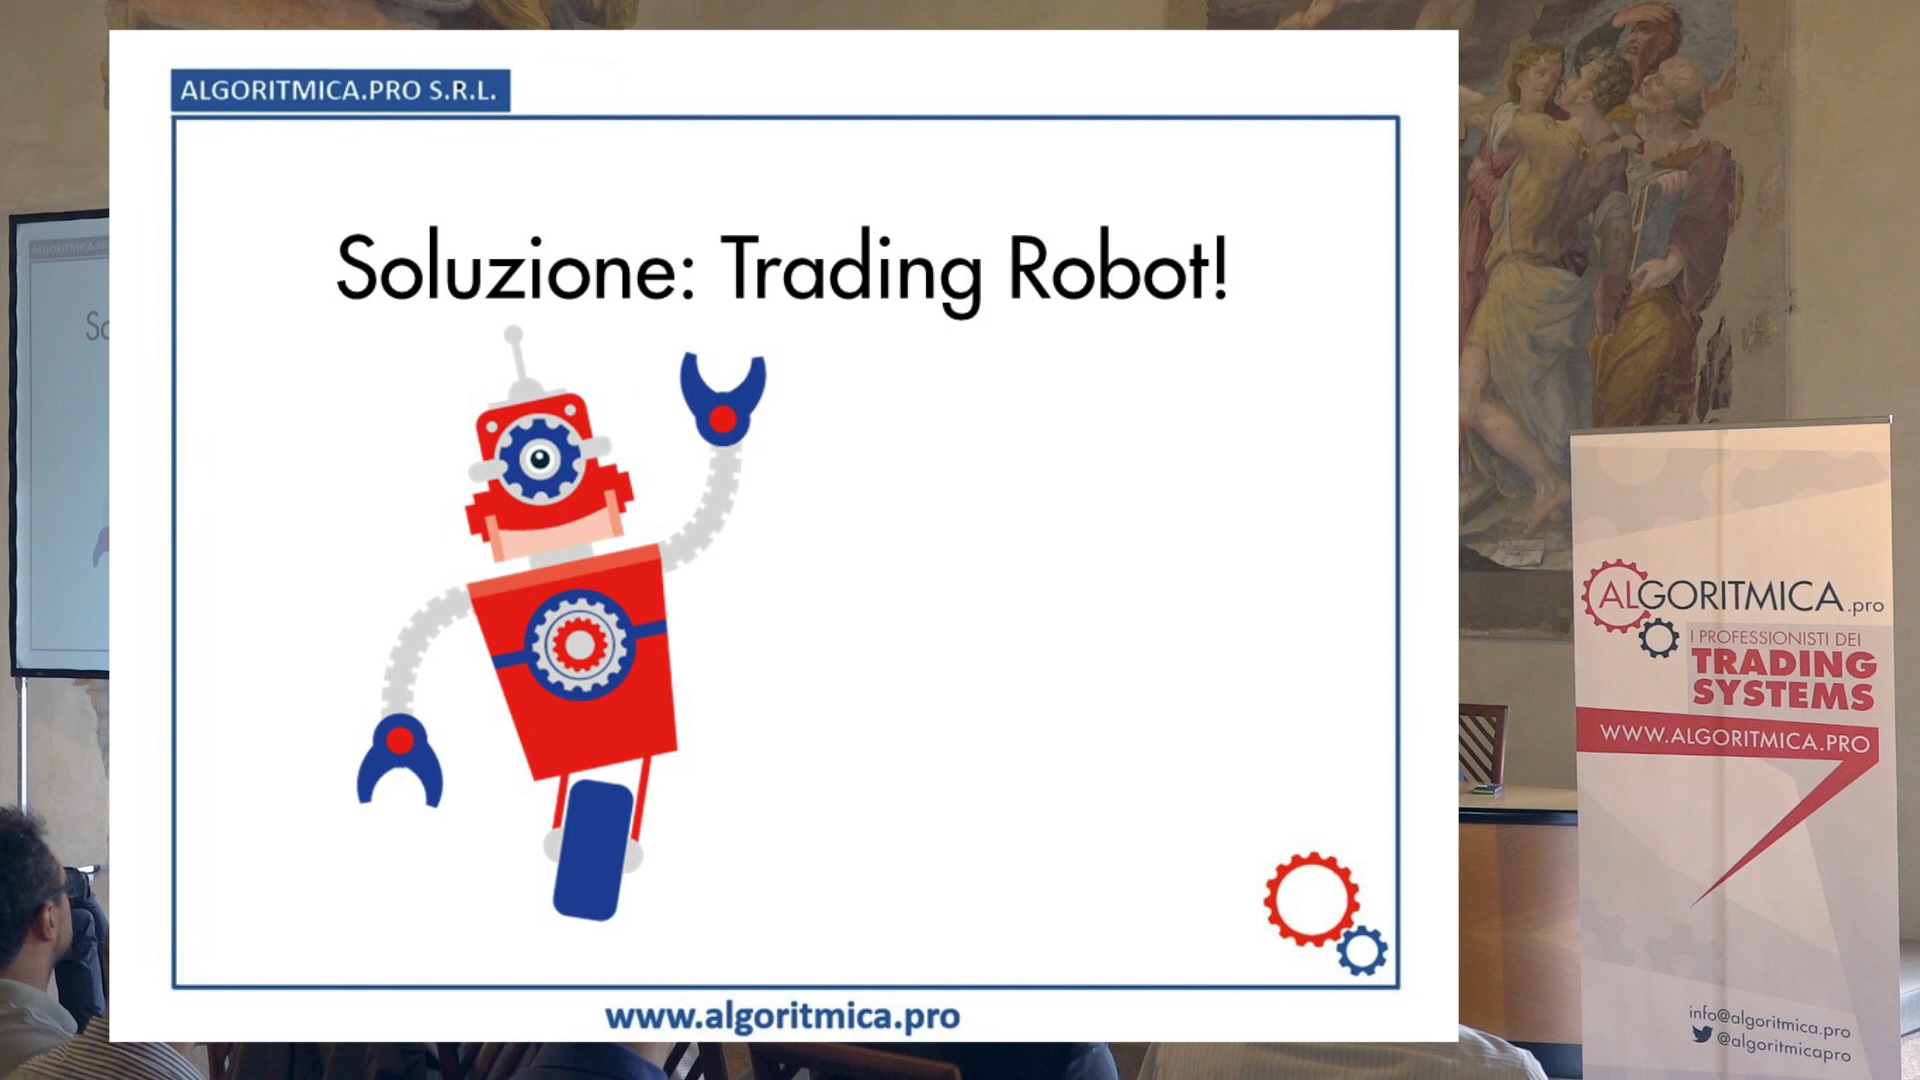 ALGORITMICA.PRO S.R.L.
Soluzione: Trading Robot!
www.algoritmica.pro
ALGORITMICA.pro
I PROFESSIONISTI DEI
TRADING
SYSTEMS
WWW.ALGORITMICA.PRO
info@algoritmica.pro
@algoritmicapro